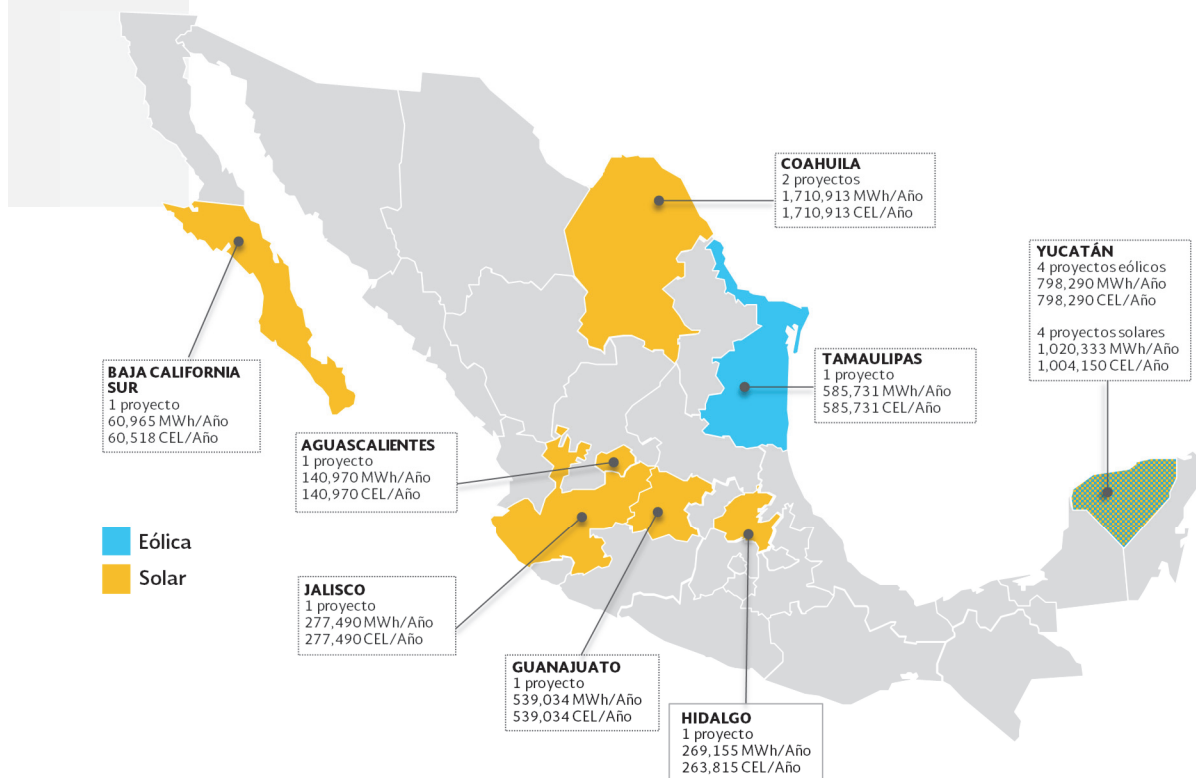 COAHUILA
2 proyectos
1,710,913 MWh/Año
1,710,913 CEL/Año
YUCATÁN
4 proyectos eólicos
798,290 MWh/Año
798,290 CEL/Año
4 proyectos solares
1,020,333 MWh/Año
1,004,150 CEL/Año
TAMAULIPAS
1 proyecto
585,731 MWh/Año
585,731 CEL/Año
BAJA CALIFORNIA
SUR
1 proyecto
60,965 MWh/Año
60,518 CEL/Año
AGUASCALIENTES
1 proyecto
140,970 MWh/Año
140,970 CEL/Año
Eólica
Solar
JALISCO
1 proyecto
277,490 MWh/Año
277,490 CEL/Año
GUANAJUATO
1 proyecto
539,034 MWh/Año
539,034 CEL/Año
HIDALGO
1 proyecto
269,155 MWh/Año
263,815 CEL/Año